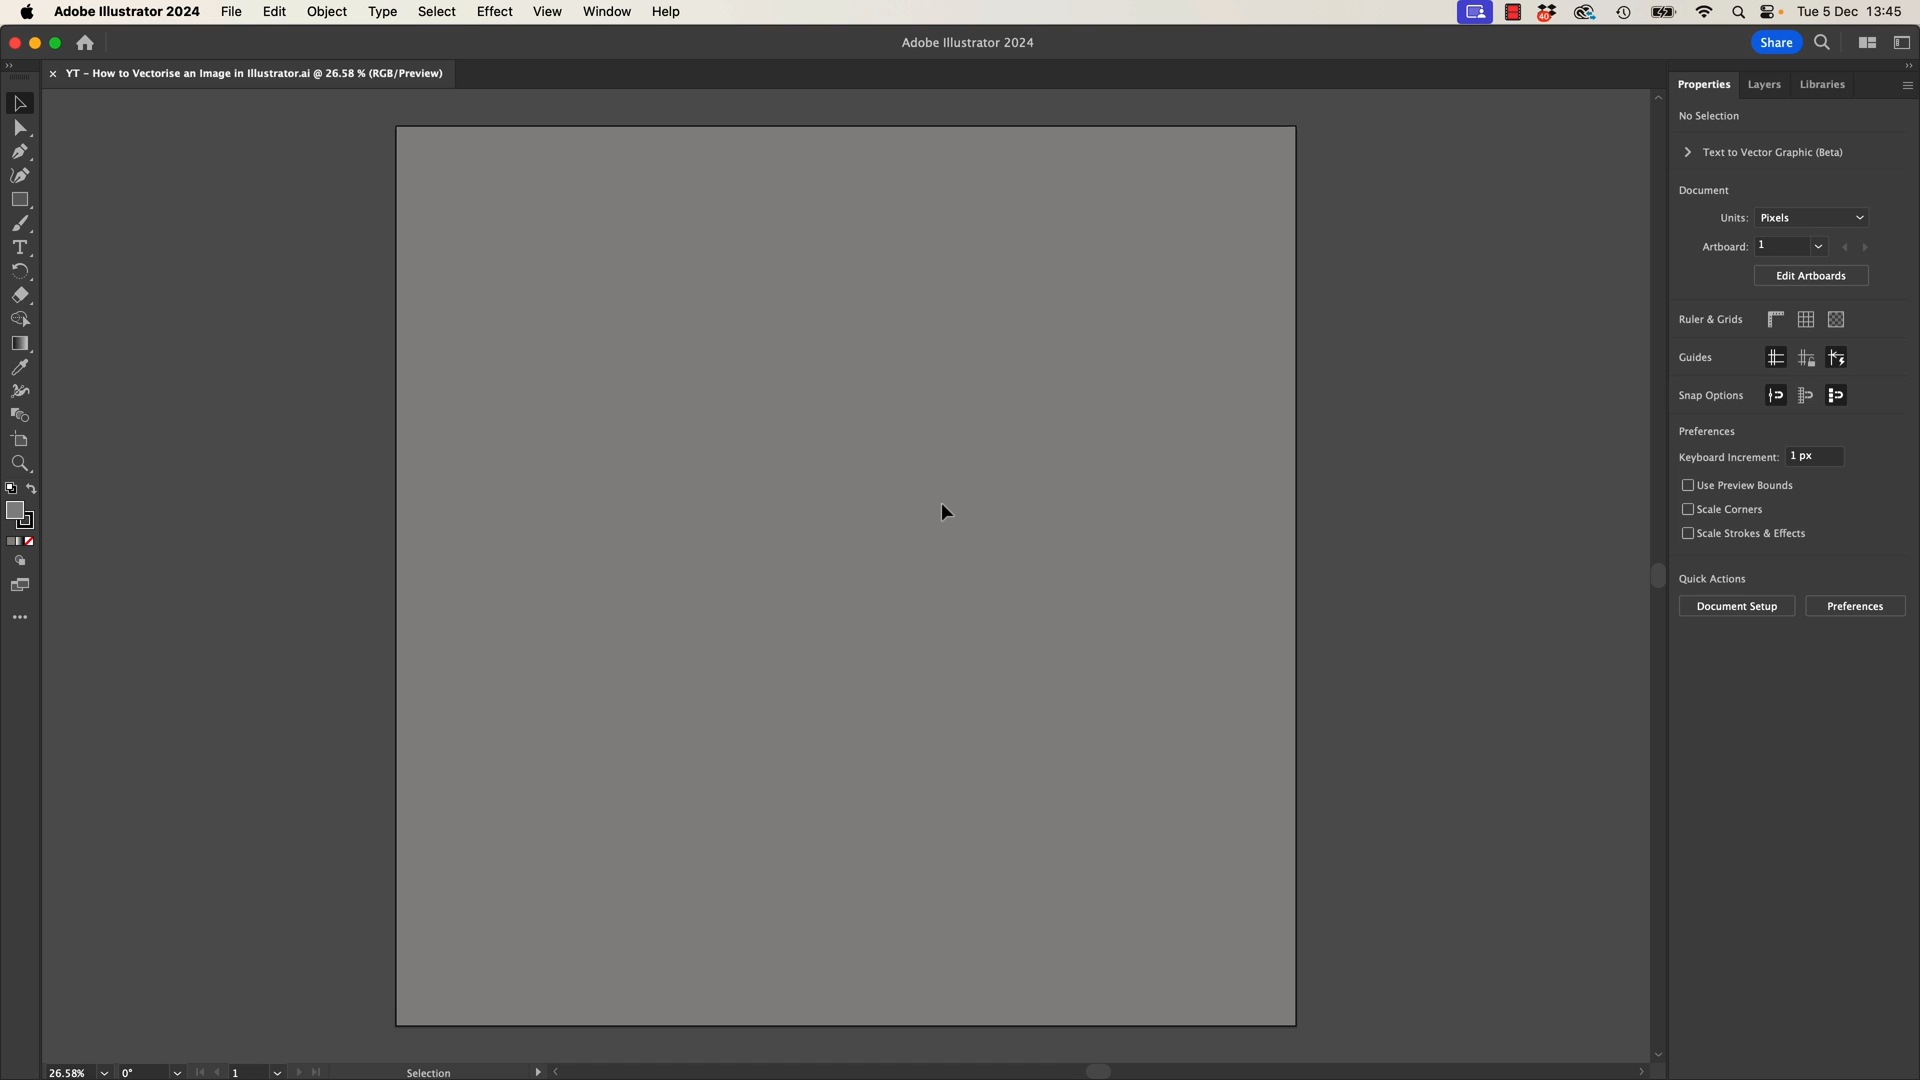 Adobe Illustrator 2024 File Edit Object Type Select Effect View Window Help 40 Tue 5 Dec 13:45
Adobe Illustrator 2024 Share
× YT - How to Vectorise an Image in Illustrator.ai @ 26.58 % (RGB/Preview)
Properties Layers Libraries
No Selection
Text to Vector Graphic (Beta)
Document
Units: Pixels
Artboard: 1
Edit Artboards
Ruler & Grids
Guides
Snap Options
Preferences
Keyboard Increment: 1 px
Use Preview Bounds
Scale Corners
Scale Strokes & Effects
Quick Actions
Document Setup Preferences
26.58% 0° 1 Selection